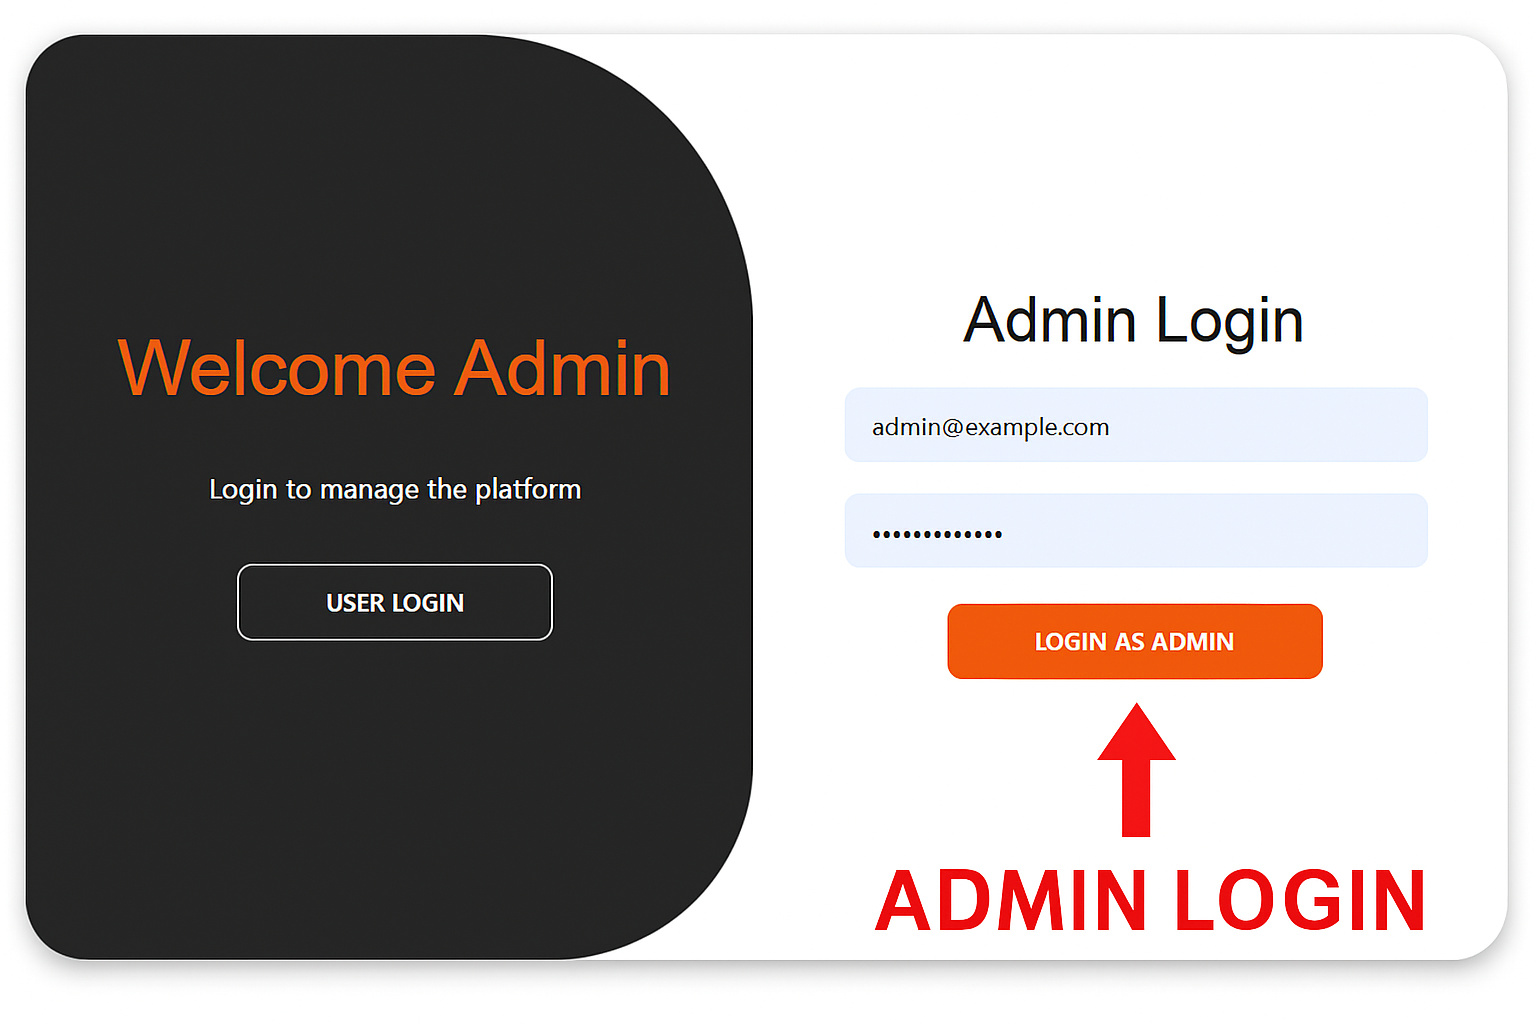 Welcome Admin
Login to manage the platform
USER LOGIN
Admin Login
admin@example.com
•••••••••••••
LOGIN AS ADMIN
ADMIN LOGIN